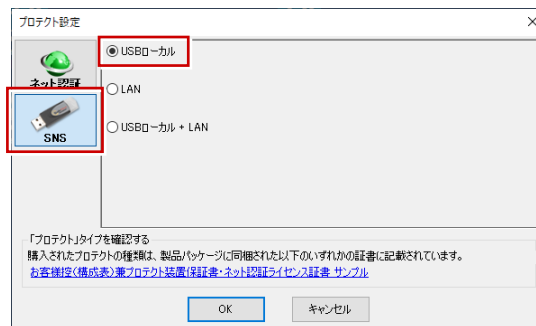 プロテクト設定
ネット認証
SNS
USBローカル
LAN
USBローカル + LAN
「プロテクト」タイプを確認する
購入されたプロテクトの種類は、製品パッケージに同梱された以下のいずれかの証書に記載されています。
お客様控(構成表)兼プロテクト装置保証書・ネット認証ライセンス証書 サンプル
OK
キャンセル